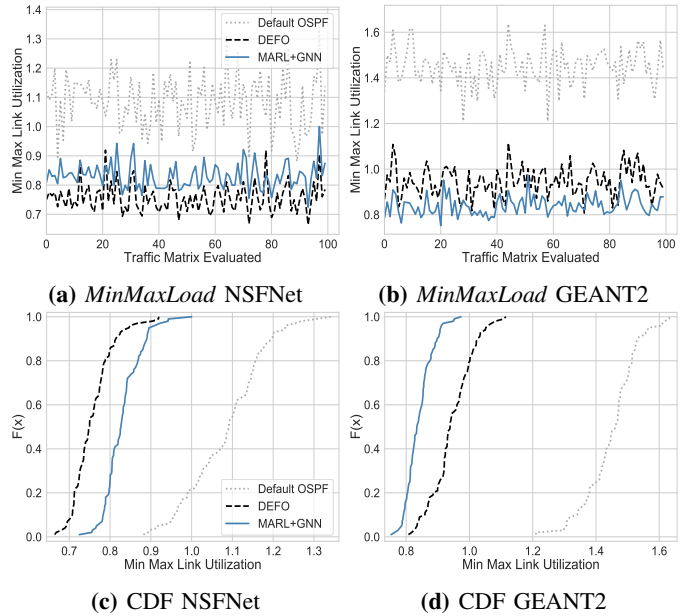 1.4
1.3
1.2
1.1
1.0
0.9
0.8
0.7
Min Max Link Utilization
Default OSPF
DEFO
MARL+GNN
0 20 40 60 80 100
Traffic Matrix Evaluated
(a) MinMaxLoad NSFNet
1.6
1.4
1.2
1.0
0.8
Min Max Link Utilization
0 20 40 60 80 100
Traffic Matrix Evaluated
(b) MinMaxLoad GEANT2
1.0
0.8
0.6
0.4
0.2
0.0
F(x)
Default OSPF
DEFO
MARL+GNN
0.7 0.8 0.9 1.0 1.1 1.2 1.3
Min Max Link Utilization
(c) CDF NSFNet
1.0
0.8
0.6
0.4
0.2
0.0
F(x)
0.8 1.0 1.2 1.4 1.6
Min Max Link Utilization
(d) CDF GEANT2